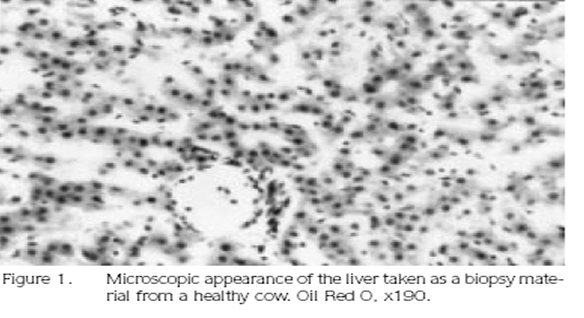 Figure 1. Microscopic appearance of the liver taken as a biopsy mate-
rial from a healthy cow. Oil Red O, x190.